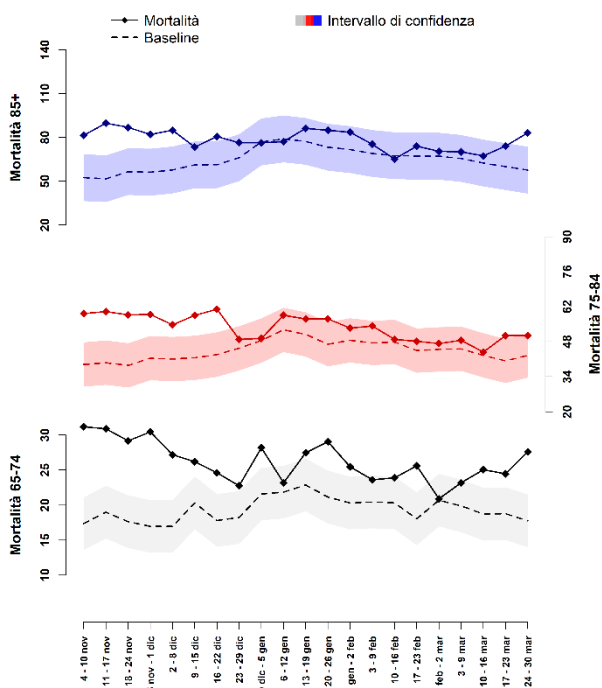 Mortalità
Intervallo di confidenza
Baseline
Mortalità 85+
140
110
80
50
20
Mortalità 75-84
90
76
62
48
34
20
Mortalità 65-74
30
25
20
15
10
4 - 10 nov
11 - 17 nov
18 - 24 nov
nov - 1 dic
2 - 8 dic
9 - 15 dic
16 - 22 dic
23 - 29 dic
dic - 5 gen
6 - 12 gen
13 - 19 gen
20 - 26 gen
gen - 2 feb
3 - 9 feb
10 - 16 feb
17 - 23 feb
feb - 2 mar
3 - 9 mar
10 - 16 mar
17 - 23 mar
24 - 30 mar